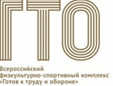 ГТО
Всероссийский
физкультурно-спортивный комплекс
«Готов к труду и обороне»